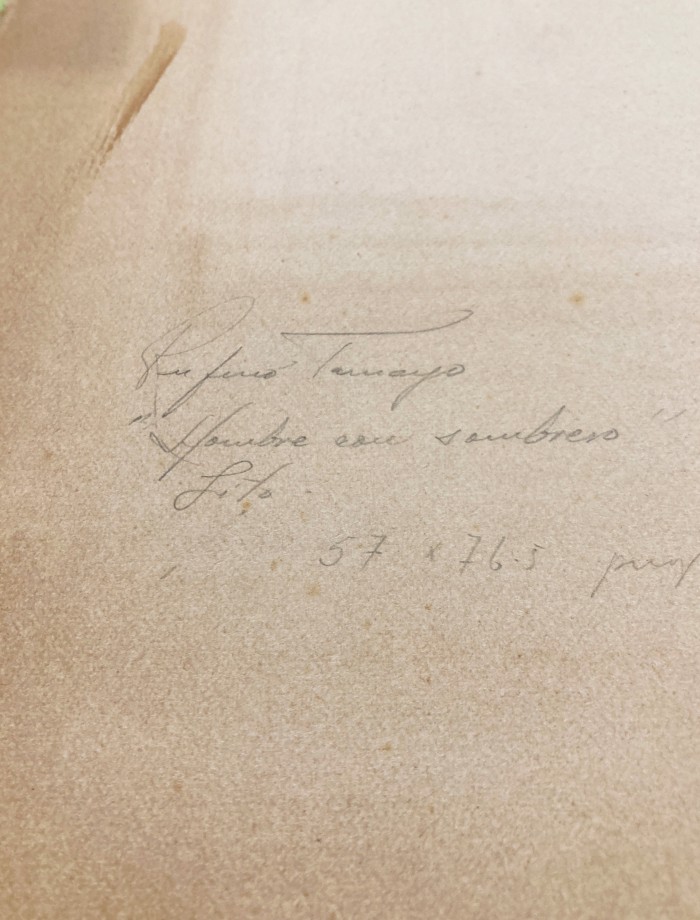 Rufino Tamayo
"Hombre con sombrero"
Lito.
57 x 76.5